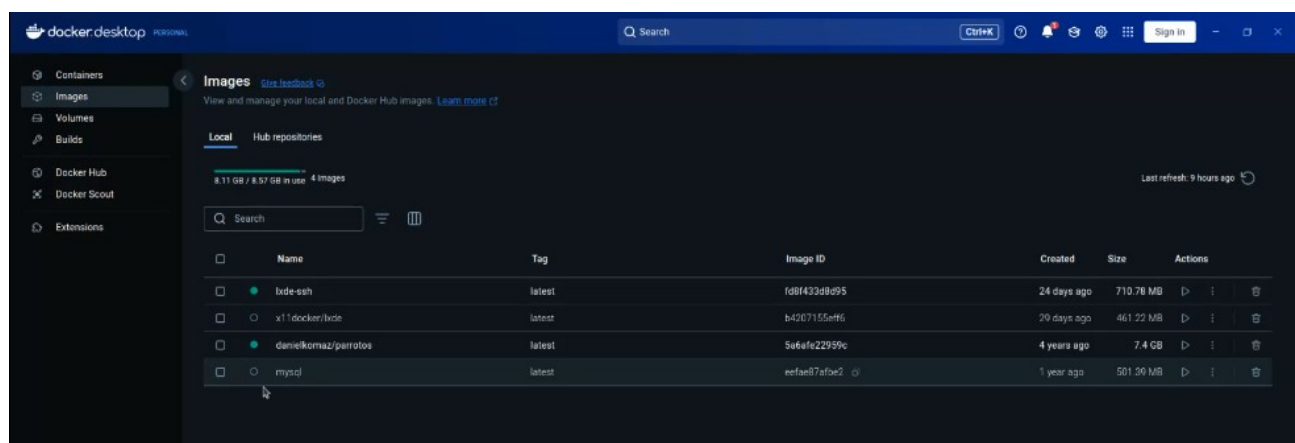 docker.desktop PERSONAL
Search
Ctrl+K
Sign in
Containers
Images
Volumes
Builds
Docker Hub
Docker Scout
Extensions
Images Give feedback
View and manage your local and Docker Hub images. Learn more
Local Hub repositories
8.11 GB / 8.57 GB in use 4 images
Last refresh: 9 hours ago
Search
Name Tag Image ID Created Size Actions
lxde-ssh latest fd8f433d8d95 24 days ago 710.78 MB
x11docker/lxde latest b4207155eff6 29 days ago 461.22 MB
danielkomaz/parrotos latest 5a6afe22959c 4 years ago 7.4 GB
mysql latest eefae87afbe2 1 year ago 501.39 MB